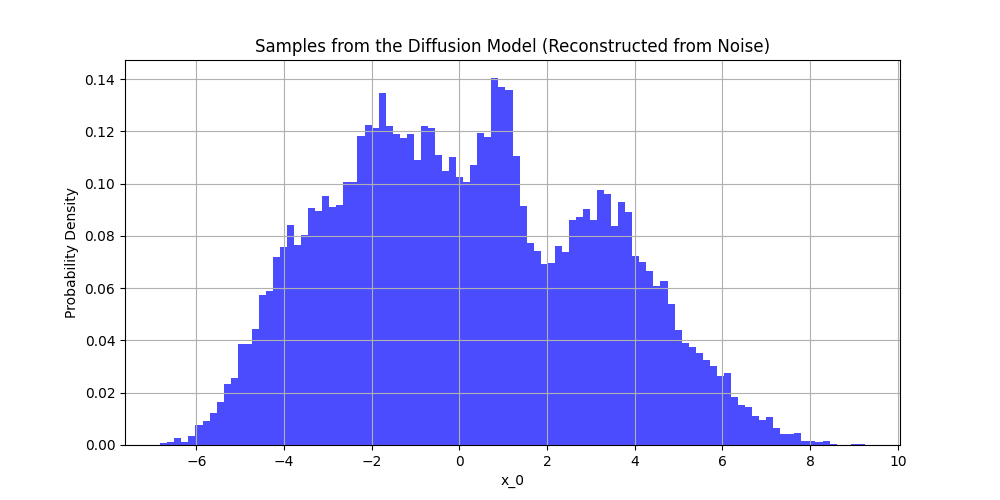 Samples from the Diffusion Model (Reconstructed from Noise)
Probability Density
0.14
0.12
0.10
0.08
0.06
0.04
0.02
0.00
−6 −4 −2 0 2 4 6 8 10
x_0